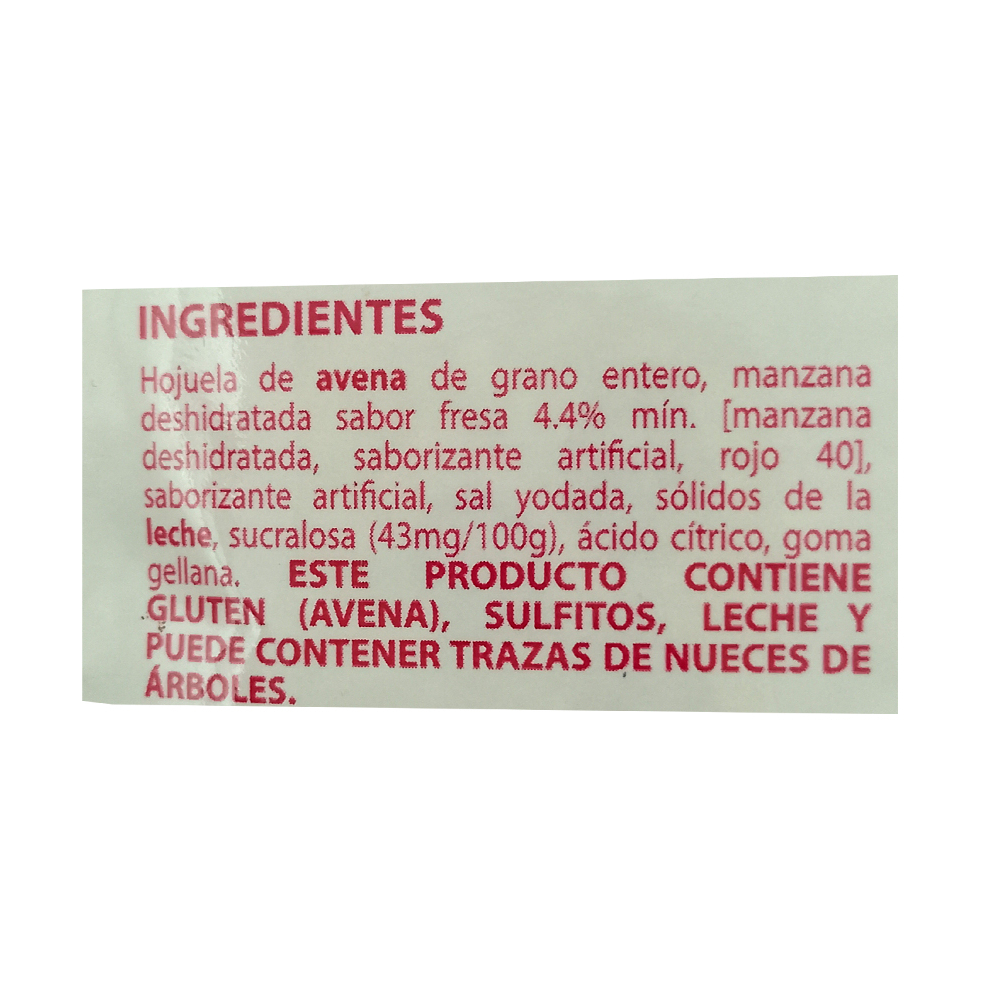 INGREDIENTES
Hojuela de avena de grano entero, manzana
deshidratada sabor fresa 4.4% mín. [manzana
deshidratada, saborizante artificial, rojo 40],
saborizante artificial, sal yodada, sólidos de la
leche, sucralosa (43mg/100g), ácido cítrico, goma
gellana. ESTE PRODUCTO CONTIENE
GLUTEN (AVENA), SULFITOS, LECHE Y
PUEDE CONTENER TRAZAS DE NUECES DE
ÁRBOLES.